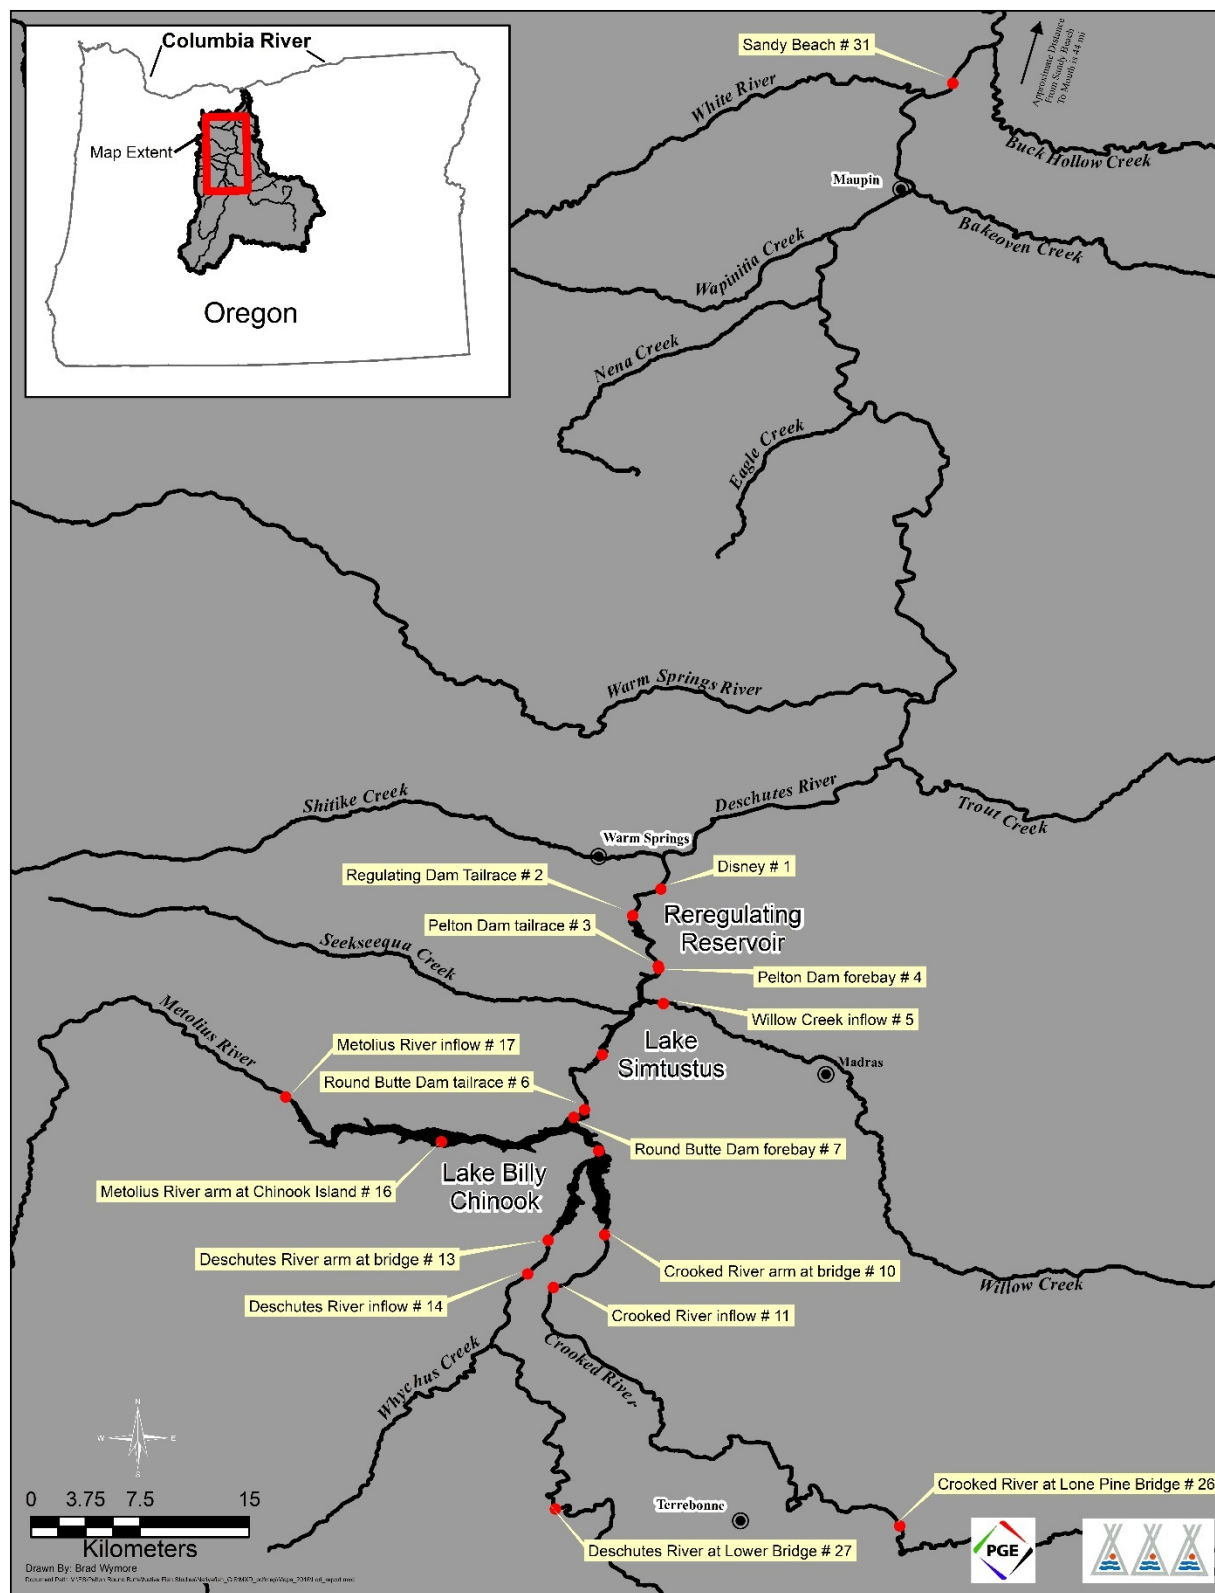 Columbia River
Map Extent
Oregon
Sandy Beach # 31
Approximate Distance
From Sandy Beach
To Mouth is 44 mi
White River
Buck Hollow Creek
Maupin
Bakeoven Creek
Wapinitia Creek
Nena Creek
Eagle Creek
Warm Springs River
Shitike Creek
Deschutes River
Trout Creek
Warm Springs
Disney # 1
Regulating Dam Tailrace # 2
Reregulating
Reservoir
Pelton Dam tailrace # 3
Seekseequa Creek
Pelton Dam forebay # 4
Metolius River
Willow Creek inflow # 5
Metolius River inflow # 17
Lake
Simtustus
Madras
Round Butte Dam tailrace # 6
Round Butte Dam forebay # 7
Lake Billy
Chinook
Metolius River arm at Chinook Island # 16
Deschutes River arm at bridge # 13
Crooked River arm at bridge # 10
Willow Creek
Deschutes River inflow # 14
Crooked River inflow # 11
Whychus Creek
Crooked River
N
W E
S
Crooked River at Lone Pine Bridge # 26
0 3.75 7.5 15
Kilometers
Terrebonne
Deschutes River at Lower Bridge # 27
PGE
Drawn By: Brad Wymore